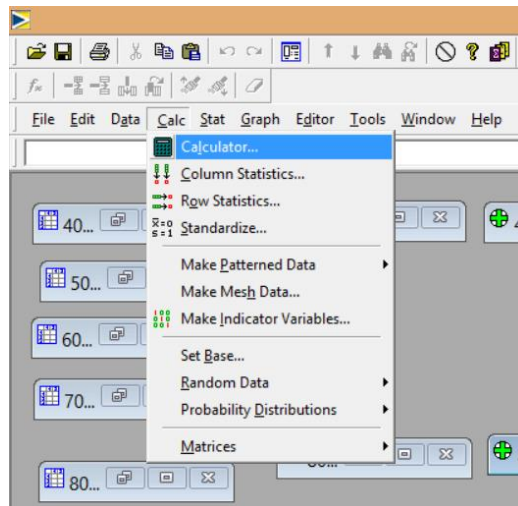 File Edit Data Calc Stat Graph Editor Tools Window Help
Calculator...
Column Statistics...
Row Statistics...
Standardize...
Make Patterned Data
Make Mesh Data...
Make Indicator Variables...
Set Base...
Random Data
Probability Distributions
Matrices
40...
50...
60...
70...
80...